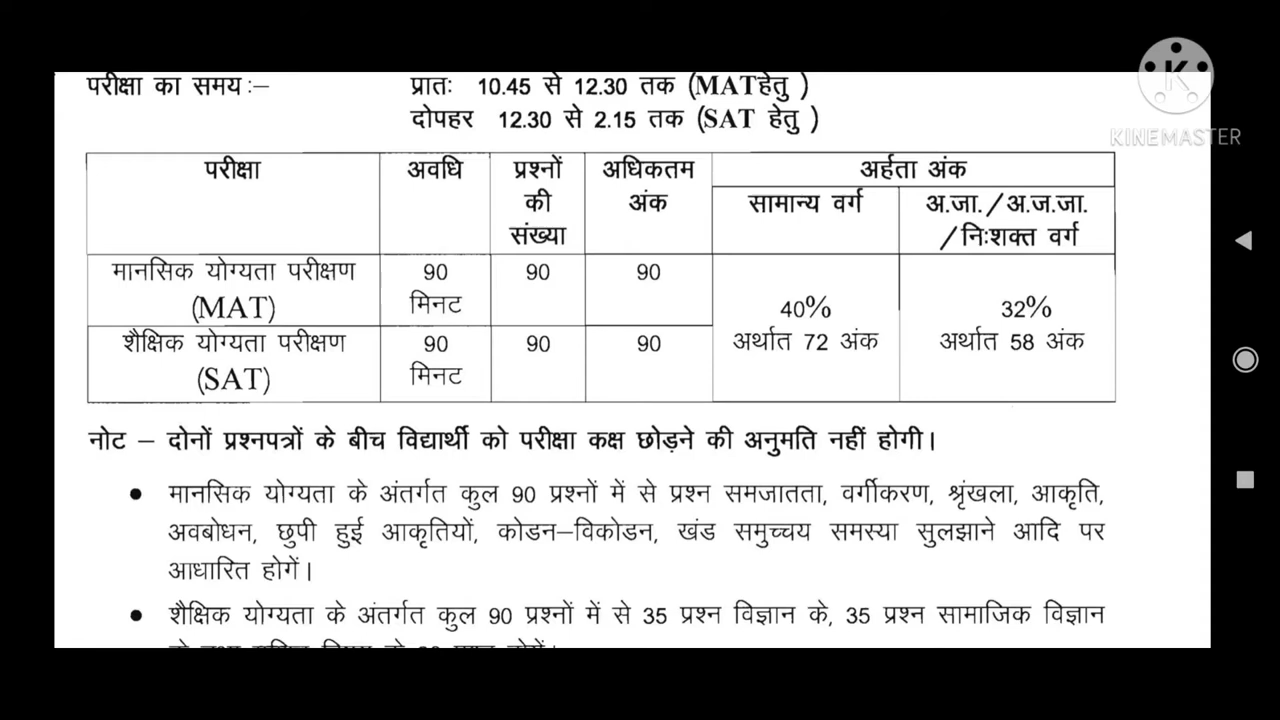 परीक्षा का समय :–
प्रातः 10.45 से 12.30 तक (MATहेतु )
दोपहर 12.30 से 2.15 तक (SAT हेतु )
KINEMASTER
परीक्षा अवधि प्रश्नों की संख्या अधिकतम अंक अर्हता अंक
सामान्य वर्ग अ.जा./अ.ज.जा./निःशक्त वर्ग
मानसिक योग्यता परीक्षण (MAT) 90 मिनट 90 90
40% अर्थात 72 अंक 32% अर्थात 58 अंक
शैक्षिक योग्यता परीक्षण (SAT) 90 मिनट 90 90
नोट – दोनों प्रश्नपत्रों के बीच विद्यार्थी को परीक्षा कक्ष छोड़ने की अनुमति नहीं होगी।
• मानसिक योग्यता के अंतर्गत कुल 90 प्रश्नों में से प्रश्न समजातता, वर्गीकरण, श्रृंखला, आकृति,
अवबोधन, छुपी हुई आकृतियों, कोडन–विकोडन, खंड समुच्चय समस्या सुलझाने आदि पर
आधारित होगें।
• शैक्षिक योग्यता के अंतर्गत कुल 90 प्रश्नों में से 35 प्रश्न विज्ञान के, 35 प्रश्न सामाजिक विज्ञान